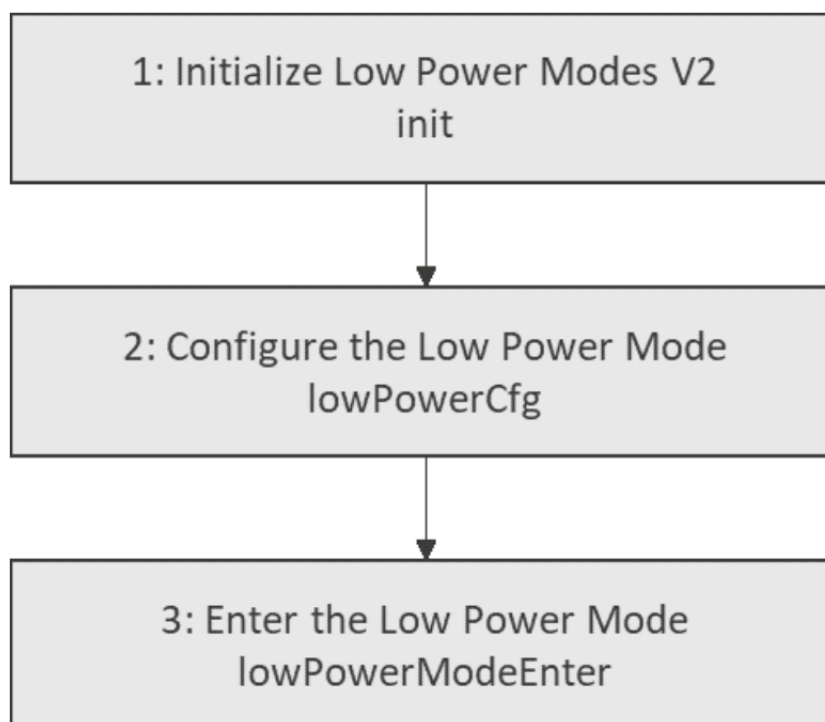 1: Initialize Low Power Modes V2
init
2: Configure the Low Power Mode
lowPowerCfg
3: Enter the Low Power Mode
lowPowerModeEnter